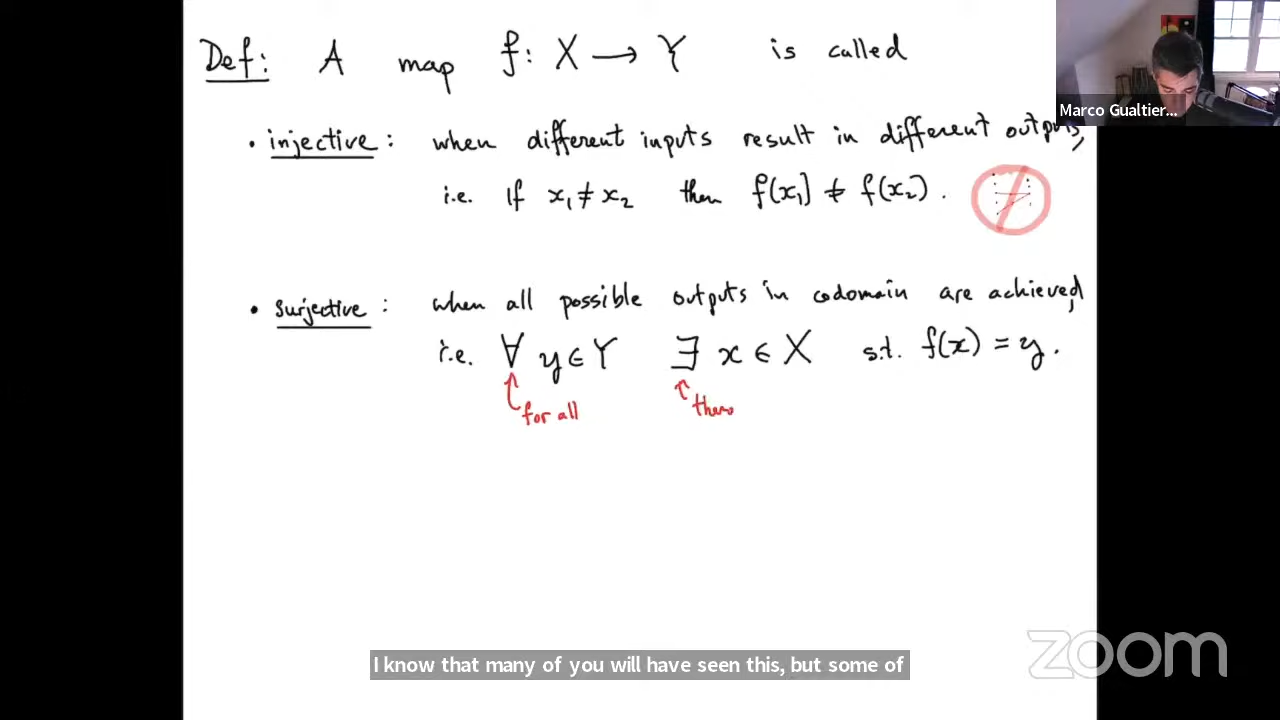 Def: A map f: X → Y is called
Marco Gualtier...
• injective: when different inputs result in different outputs,
i.e. If x₁ ≠ x₂ then f(x₁) ≠ f(x₂).
• surjective: when all possible outputs in codomain are achieved,
i.e. ∀ y ∈ Y ∃ x ∈ X s.t. f(x) = y.
for all
I know that many of you will have seen this, but some of
zoom